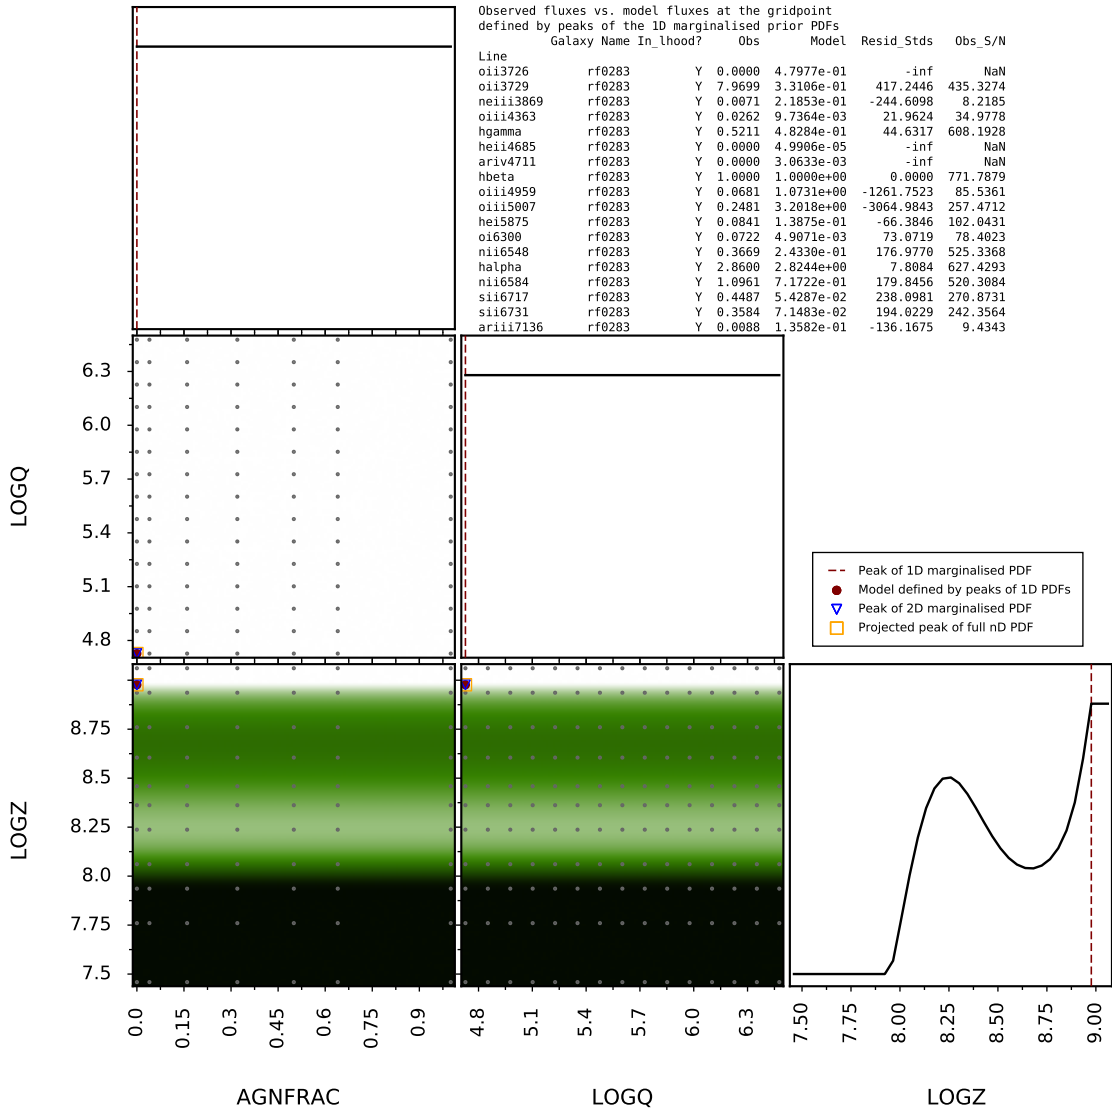 Observed fluxes vs. model fluxes at the gridpoint
defined by peaks of the 1D marginalised prior PDFs
Galaxy Name In_lhood? Obs Model Resid_Stds Obs_S/N
Line
oii3726 rf0283 Y 0.0000 4.7977e-01 -inf NaN
oii3729 rf0283 Y 7.9699 3.3106e-01 417.2446 435.3274
neiii3869 rf0283 Y 0.0071 2.1853e-01 -244.6098 8.2185
oiii4363 rf0283 Y 0.0262 9.7364e-03 21.9624 34.9778
hgamma rf0283 Y 0.5211 4.8284e-01 44.6317 608.1928
heii4685 rf0283 Y 0.0000 4.9906e-05 -inf NaN
ariv4711 rf0283 Y 0.0000 3.0633e-03 -inf NaN
hbeta rf0283 Y 1.0000 1.0000e+00 0.0000 771.7879
oiii4959 rf0283 Y 0.0681 1.0731e+00 -1261.7523 85.5361
oiii5007 rf0283 Y 0.2481 3.2018e+00 -3064.9843 257.4712
hei5875 rf0283 Y 0.0841 1.3875e-01 -66.3846 102.0431
oi6300 rf0283 Y 0.0722 4.9071e-03 73.0719 78.4023
nii6548 rf0283 Y 0.3669 2.4330e-01 176.9770 525.3368
halpha rf0283 Y 2.8600 2.8244e+00 7.8084 627.4293
nii6584 rf0283 Y 1.0961 7.1722e-01 179.8456 520.3084
sii6717 rf0283 Y 0.4487 5.4287e-02 238.0981 270.8731
sii6731 rf0283 Y 0.3584 7.1483e-02 194.0229 242.3564
ariii7136 rf0283 Y 0.0088 1.3582e-01 -136.1675 9.4343
LOGQ
6.3
6.0
5.7
5.4
5.1
4.8
Peak of 1D marginalised PDF
Model defined by peaks of 1D PDFs
Peak of 2D marginalised PDF
Projected peak of full nD PDF
LOGZ
8.75
8.5
8.25
8.0
7.75
7.5
0.0 0.15 0.3 0.45 0.6 0.75 0.9
4.8 5.1 5.4 5.7 6.0 6.3
7.50 7.75 8.00 8.25 8.50 8.75 9.00
AGNFRAC LOGQ LOGZ